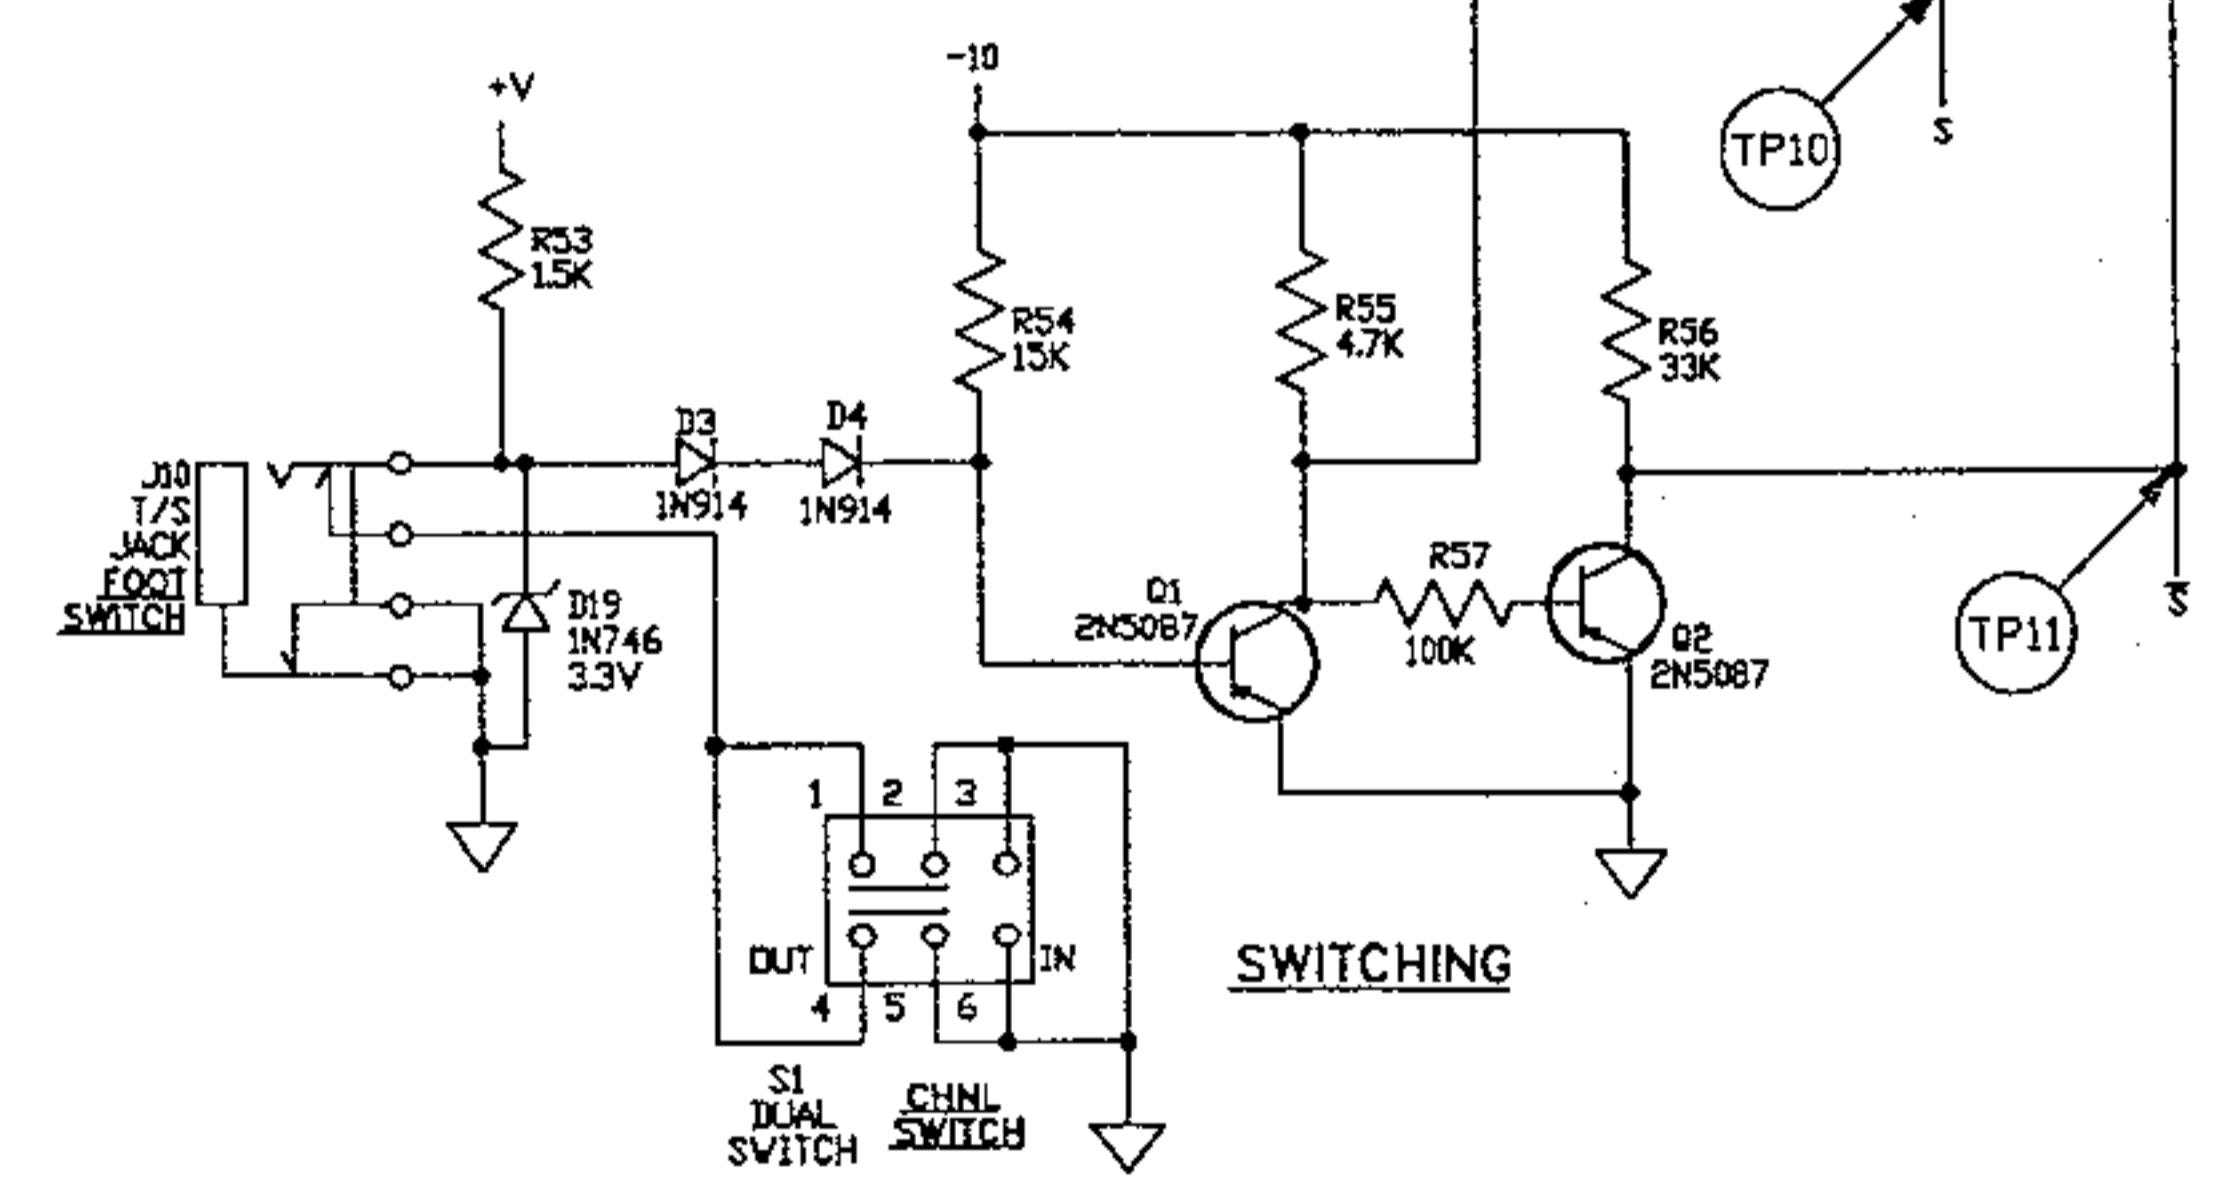 -10
+V
S
TP10
R53
1.5K
R54
15K
R55
4.7K
R56
33K
D3
1N914
D4
1N914
J10
T/S
JACK
FOOT
SWITCH
D19
1N746
3.3V
Q1
2N5087
R57
100K
Q2
2N5087
TP11
S̅
1 2 3
OUT IN
4 5 6
SWITCHING
S1
DUAL
SWITCH
CHNL
SWITCH